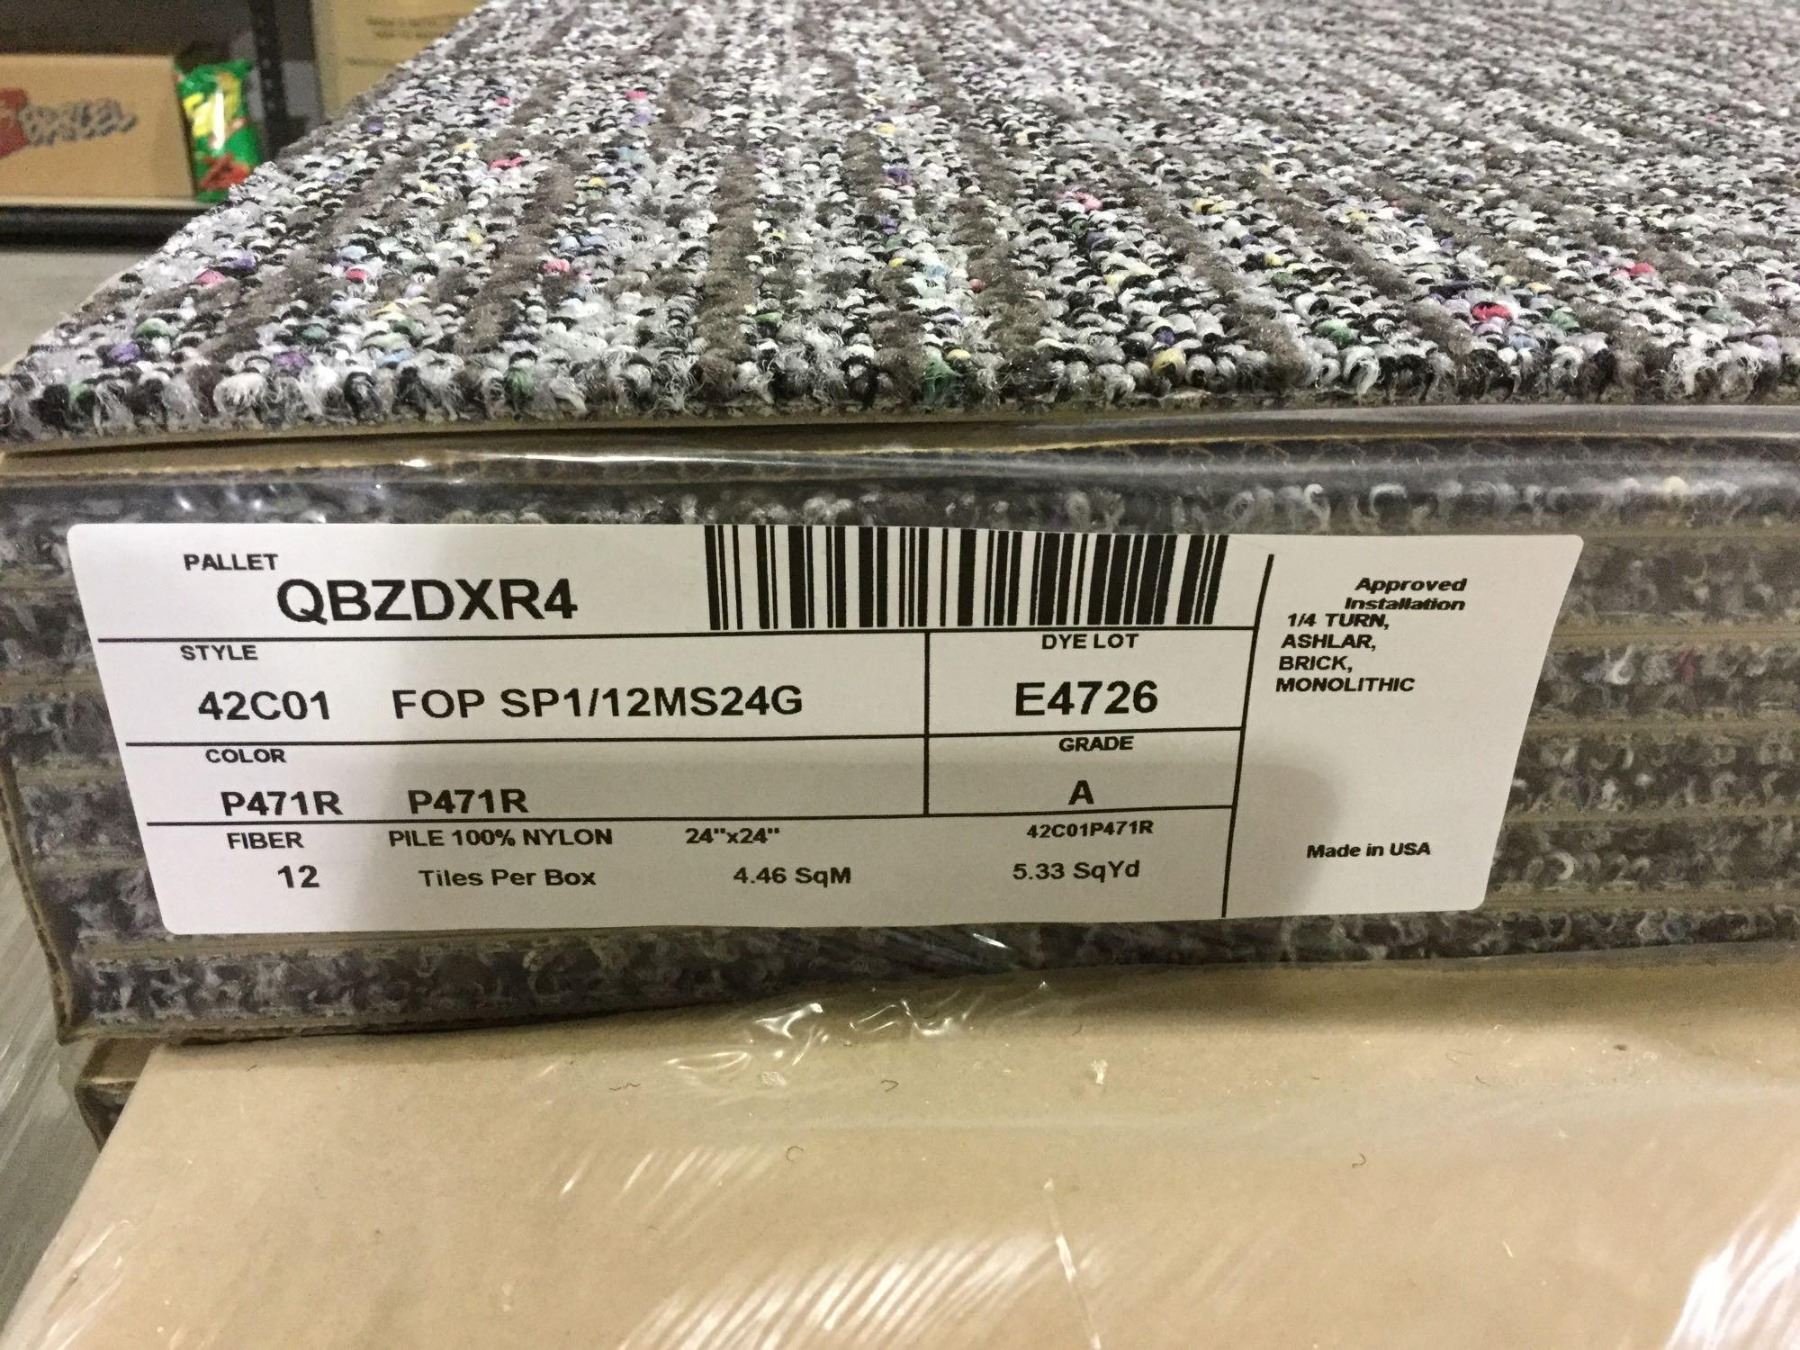 PALLET
QBZDXR4
STYLE
42C01 FOP SP1/12MS24G
DYE LOT
E4726
COLOR
P471R P471R
GRADE
A
FIBER PILE 100% NYLON 24"x24" 42C01P471R
12 Tiles Per Box 4.46 SqM 5.33 SqYd
Approved
Installation
1/4 TURN,
ASHLAR,
BRICK,
MONOLITHIC
Made in USA